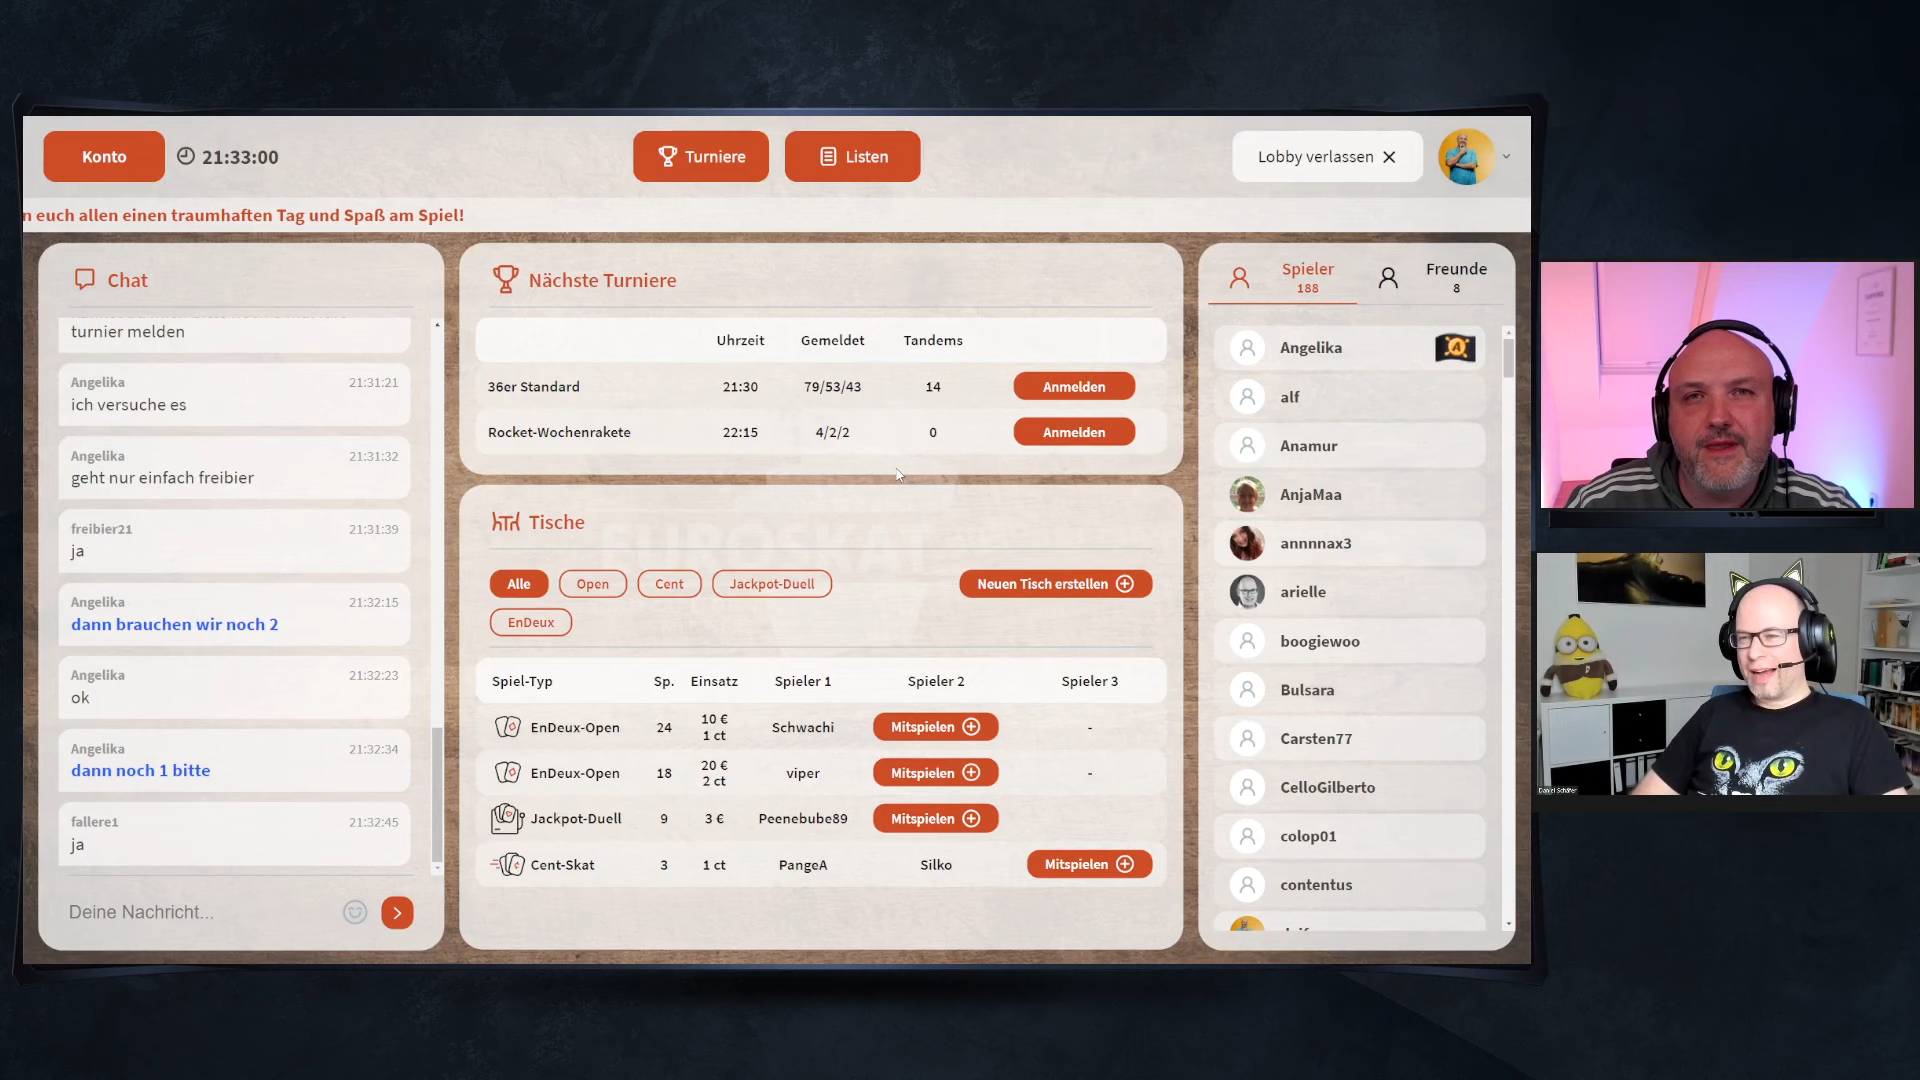 Konto
21:33:00
Turniere
Listen
Lobby verlassen
n euch allen einen traumhaften Tag und Spaß am Spiel!
Chat
turnier melden
Angelika 21:31:21
ich versuche es
Angelika 21:31:32
geht nur einfach freibier
freibier21 21:31:39
ja
Angelika 21:32:15
dann brauchen wir noch 2
Angelika 21:32:23
ok
Angelika 21:32:34
dann noch 1 bitte
fallere1 21:32:45
ja
Deine Nachricht...
Nächste Turniere
Uhrzeit Gemeldet Tandems
36er Standard 21:30 79/53/43 14 Anmelden
Rocket-Wochenrakete 22:15 4/2/2 0 Anmelden
Tische
EUROSKAT
Alle Open Cent Jackpot-Duell Neuen Tisch erstellen
EnDeux
Spiel-Typ Sp. Einsatz Spieler 1 Spieler 2 Spieler 3
EnDeux-Open 24 10 € 1 ct Schwachi Mitspielen -
EnDeux-Open 18 20 € 2 ct viper Mitspielen -
Jackpot-Duell 9 3 € Peenebube89 Mitspielen
Cent-Skat 3 1 ct PangeA Silko Mitspielen
Spieler
188
Freunde
8
Angelika
alf
Anamur
AnjaMaa
annnnax3
arielle
boogiewoo
Bulsara
Carsten77
CelloGilberto
colop01
contentus
Daniel Schäfer